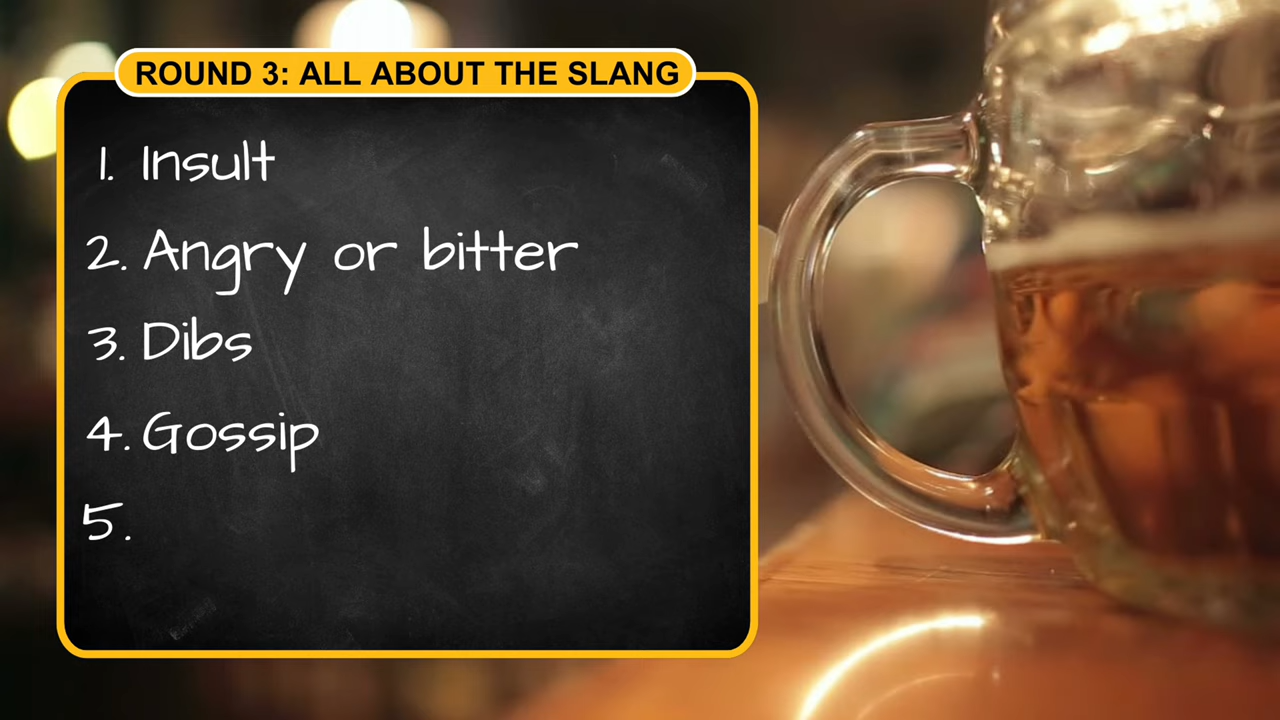 ROUND 3: ALL ABOUT THE SLANG
1. Insult
2. Angry or bitter
3. Dibs
4. Gossip
5.